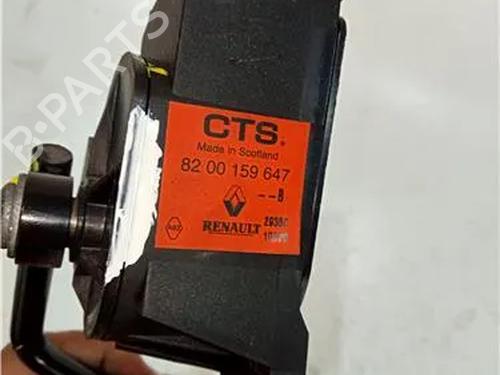 B-PARTS
CTS.
Made in Scotland
82 00 159 647
--B
RENAULT